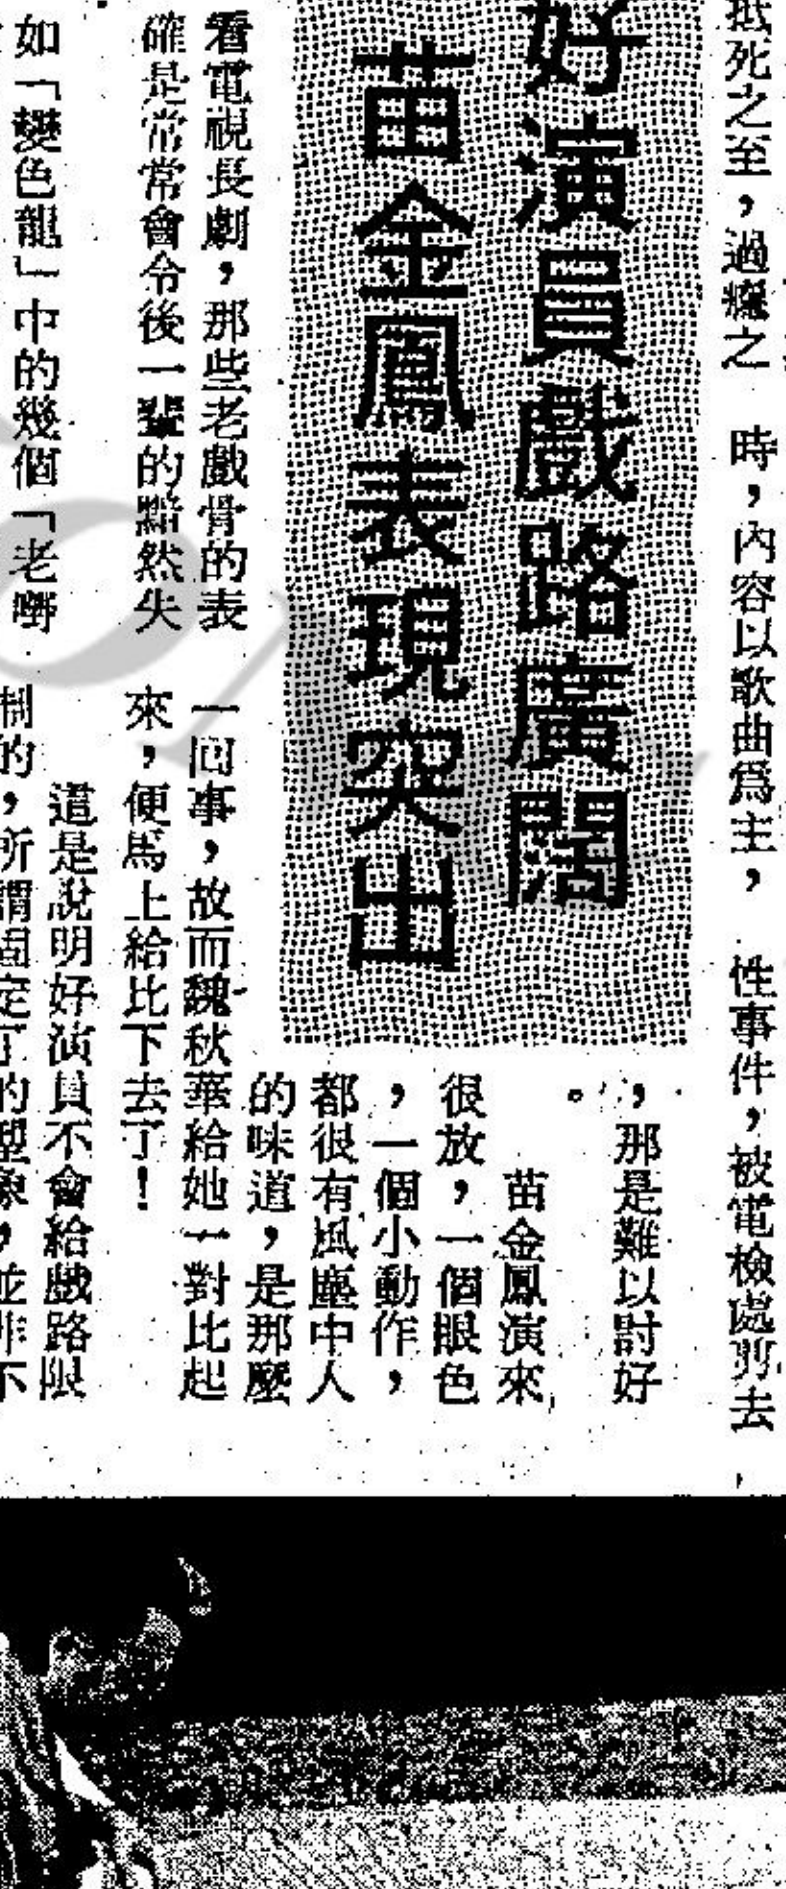 好演員戲路廣闊
苗金鳳表現突出
抵死之至，過癮之
時，內容以歌曲爲主，
性事件，被電檢處剪去，
看電視長劇，那些老戲骨的表
確是常常會令後一輩的黯然失
如「變色龍」中的幾個「老嘢
，那是難以討好
。
苗金鳳演來，
很放，一個眼色
，一個小動作，
都很有風塵中人
的味道，是那麼
一回事，故而魏秋華給她一對比起
來，便馬上給比下去了！
這是說明好演員不會給戲路限
制的，所謂固定了的塑象，並非不